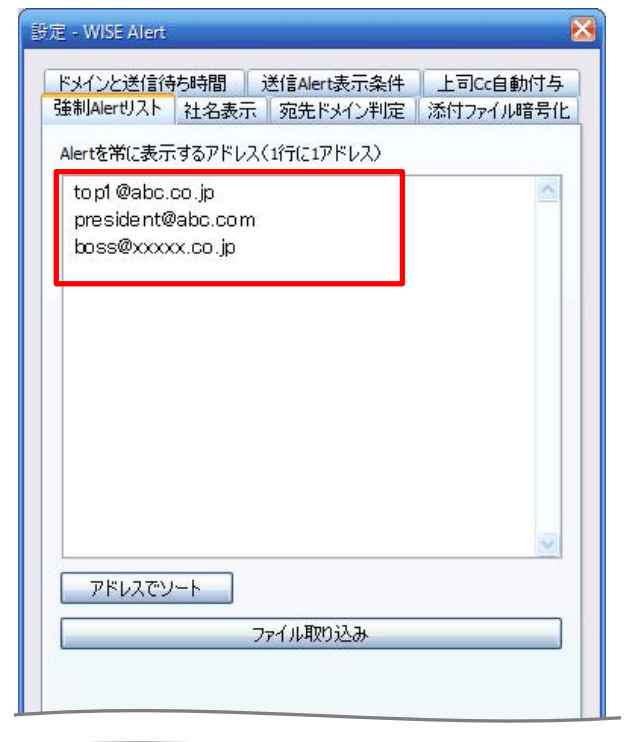 設定 - WISE Alert
ドメインと送信待ち時間 送信Alert表示条件 上司Cc自動付与
強制Alertリスト 社名表示 宛先ドメイン判定 添付ファイル暗号化
Alertを常に表示するアドレス(1行に1アドレス)
top1@abc.co.jp
president@abc.com
boss@xxxxx.co.jp
アドレスでソート
ファイル取り込み